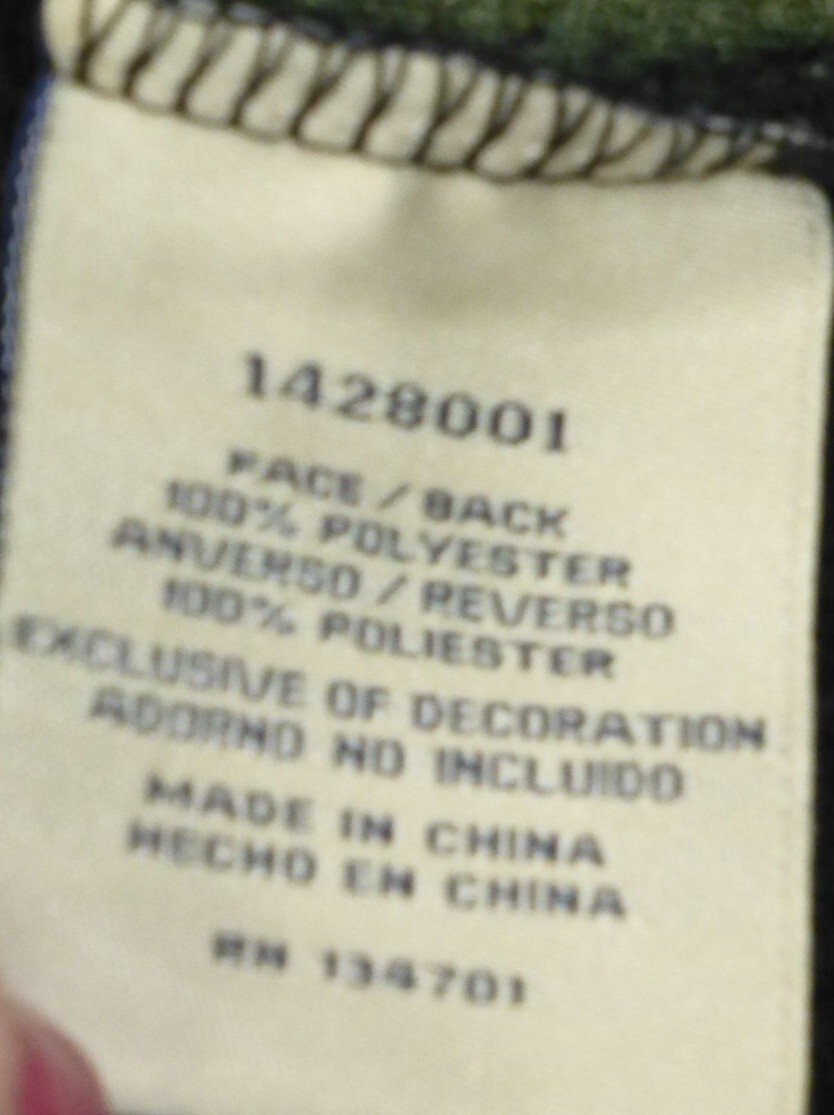 1428001
FACE / BACK
100% POLYESTER
ANVERSO / REVERSO
100% POLIESTER
EXCLUSIVE OF DECORATION
ADORNO NO INCLUIDO
MADE IN CHINA
HECHO EN CHINA
RN 134701